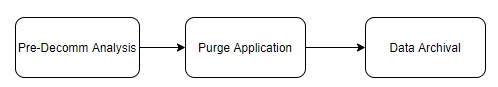 Pre-Decomm Analysis
Purge Application
Data Archival